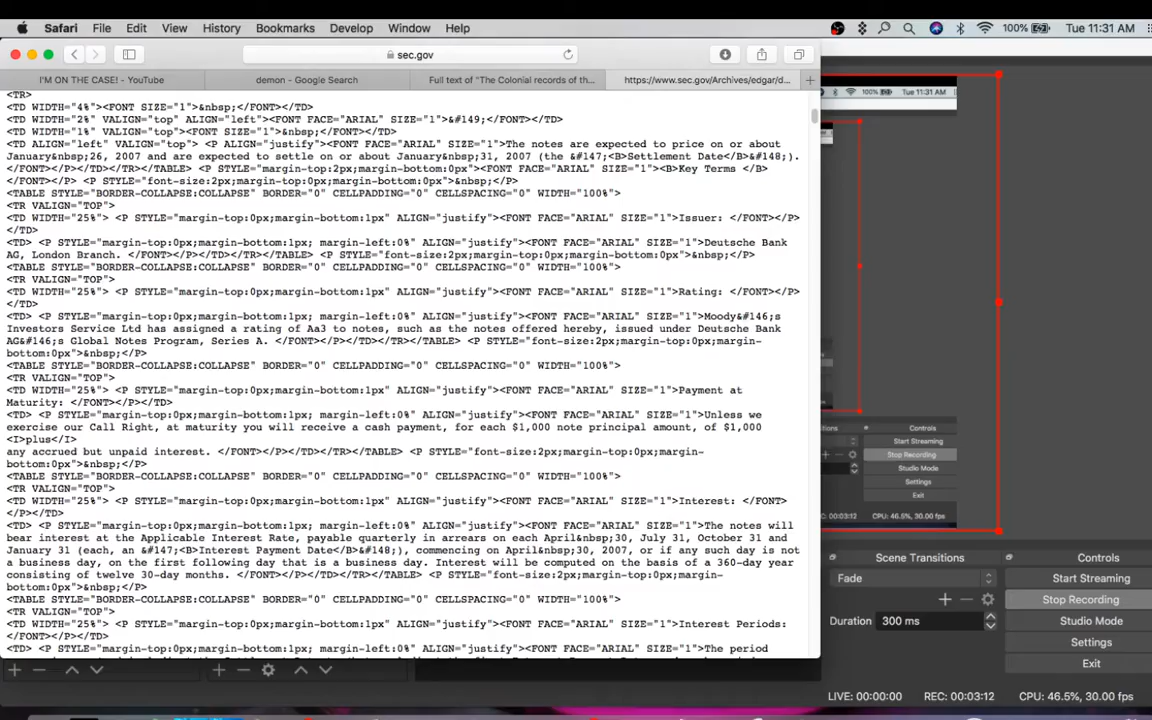 Safari File Edit View History Bookmarks Develop Window Help 100% Tue 11:31 AM
sec.gov
I'M ON THE CASE! - YouTube
demon - Google Search
Full text of "The Colonial records of th...
https://www.sec.gov/Archives/edgar/d...
<TR>
<TD WIDTH="4%"><FONT SIZE="1">&nbsp;</FONT></TD>
<TD WIDTH="2%" VALIGN="top" ALIGN="left"><FONT FACE="ARIAL" SIZE="1">&#149;</FONT></TD>
<TD WIDTH="1%" VALIGN="top"><FONT SIZE="1">&nbsp;</FONT></TD>
<TD ALIGN="left" VALIGN="top"> <P ALIGN="justify"><FONT FACE="ARIAL" SIZE="1">The notes are expected to price on or about
January&nbsp;26, 2007 and are expected to settle on or about January&nbsp;31, 2007 (the &#147;<B>Settlement Date</B>&#148;).
</FONT></P></TD></TR></TABLE> <P STYLE="margin-top:2px;margin-bottom:0px"><FONT FACE="ARIAL" SIZE="1"><B>Key Terms </B>
</FONT></P> <P STYLE="font-size:2px;margin-top:0px;margin-bottom:0px">&nbsp;</P>
<TABLE STYLE="BORDER-COLLAPSE:COLLAPSE" BORDER="0" CELLPADDING="0" CELLSPACING="0" WIDTH="100%">
<TR VALIGN="TOP">
<TD WIDTH="25%"> <P STYLE="margin-top:0px;margin-bottom:1px" ALIGN="justify"><FONT FACE="ARIAL" SIZE="1">Issuer: </FONT></P>
</TD>
<TD> <P STYLE="margin-top:0px;margin-bottom:1px; margin-left:0%" ALIGN="justify"><FONT FACE="ARIAL" SIZE="1">Deutsche Bank
AG, London Branch. </FONT></P></TD></TR></TABLE> <P STYLE="font-size:2px;margin-top:0px;margin-bottom:0px">&nbsp;</P>
<TABLE STYLE="BORDER-COLLAPSE:COLLAPSE" BORDER="0" CELLPADDING="0" CELLSPACING="0" WIDTH="100%">
<TR VALIGN="TOP">
<TD WIDTH="25%"> <P STYLE="margin-top:0px;margin-bottom:1px" ALIGN="justify"><FONT FACE="ARIAL" SIZE="1">Rating: </FONT></P>
</TD>
<TD> <P STYLE="margin-top:0px;margin-bottom:1px; margin-left:0%" ALIGN="justify"><FONT FACE="ARIAL" SIZE="1">Moody&#146;s
Investors Service Ltd has assigned a rating of Aa3 to notes, such as the notes offered hereby, issued under Deutsche Bank
AG&#146;s Global Notes Program, Series A. </FONT></P></TD></TR></TABLE> <P STYLE="font-size:2px;margin-top:0px;margin-
bottom:0px">&nbsp;</P>
<TABLE STYLE="BORDER-COLLAPSE:COLLAPSE" BORDER="0" CELLPADDING="0" CELLSPACING="0" WIDTH="100%">
<TR VALIGN="TOP">
<TD WIDTH="25%"> <P STYLE="margin-top:0px;margin-bottom:1px" ALIGN="justify"><FONT FACE="ARIAL" SIZE="1">Payment at
Maturity: </FONT></P></TD>
<TD> <P STYLE="margin-top:0px;margin-bottom:1px; margin-left:0%" ALIGN="justify"><FONT FACE="ARIAL" SIZE="1">Unless we
exercise our Call Right, at maturity you will receive a cash payment, for each $1,000 note principal amount, of $1,000
<I>plus</I>
any accrued but unpaid interest. </FONT></P></TD></TR></TABLE> <P STYLE="font-size:2px;margin-top:0px;margin-
bottom:0px">&nbsp;</P>
<TABLE STYLE="BORDER-COLLAPSE:COLLAPSE" BORDER="0" CELLPADDING="0" CELLSPACING="0" WIDTH="100%">
<TR VALIGN="TOP">
<TD WIDTH="25%"> <P STYLE="margin-top:0px;margin-bottom:1px" ALIGN="justify"><FONT FACE="ARIAL" SIZE="1">Interest: </FONT>
</P></TD>
<TD> <P STYLE="margin-top:0px;margin-bottom:1px; margin-left:0%" ALIGN="justify"><FONT FACE="ARIAL" SIZE="1">The notes will
bear interest at the Applicable Interest Rate, payable quarterly in arrears on each April&nbsp;30, July 31, October 31 and
January 31 (each, an &#147;<B>Interest Payment Date</B>&#148;), commencing on April&nbsp;30, 2007, or if any such day is not
a business day, on the first following day that is a business day. Interest will be computed on the basis of a 360-day year
consisting of twelve 30-day months. </FONT></P></TD></TR></TABLE> <P STYLE="font-size:2px;margin-top:0px;margin-
bottom:0px">&nbsp;</P>
<TABLE STYLE="BORDER-COLLAPSE:COLLAPSE" BORDER="0" CELLPADDING="0" CELLSPACING="0" WIDTH="100%">
<TR VALIGN="TOP">
<TD WIDTH="25%"> <P STYLE="margin-top:0px;margin-bottom:1px" ALIGN="justify"><FONT FACE="ARIAL" SIZE="1">Interest Periods:
</FONT></P></TD>
<TD> <P STYLE="margin-top:0px;margin-bottom:1px; margin-left:0%" ALIGN="justify"><FONT FACE="ARIAL" SIZE="1">The period
100% Tue 11:31 AM
Controls
Start Streaming
Stop Recording
Studio Mode
Settings
Exit
00:03:12 CPU: 46.5%, 30.00 fps
Scene Transitions
Fade
Duration 300 ms
Controls
Start Streaming
Stop Recording
Studio Mode
Settings
Exit
LIVE: 00:00:00 REC: 00:03:12 CPU: 46.5%, 30.00 fps